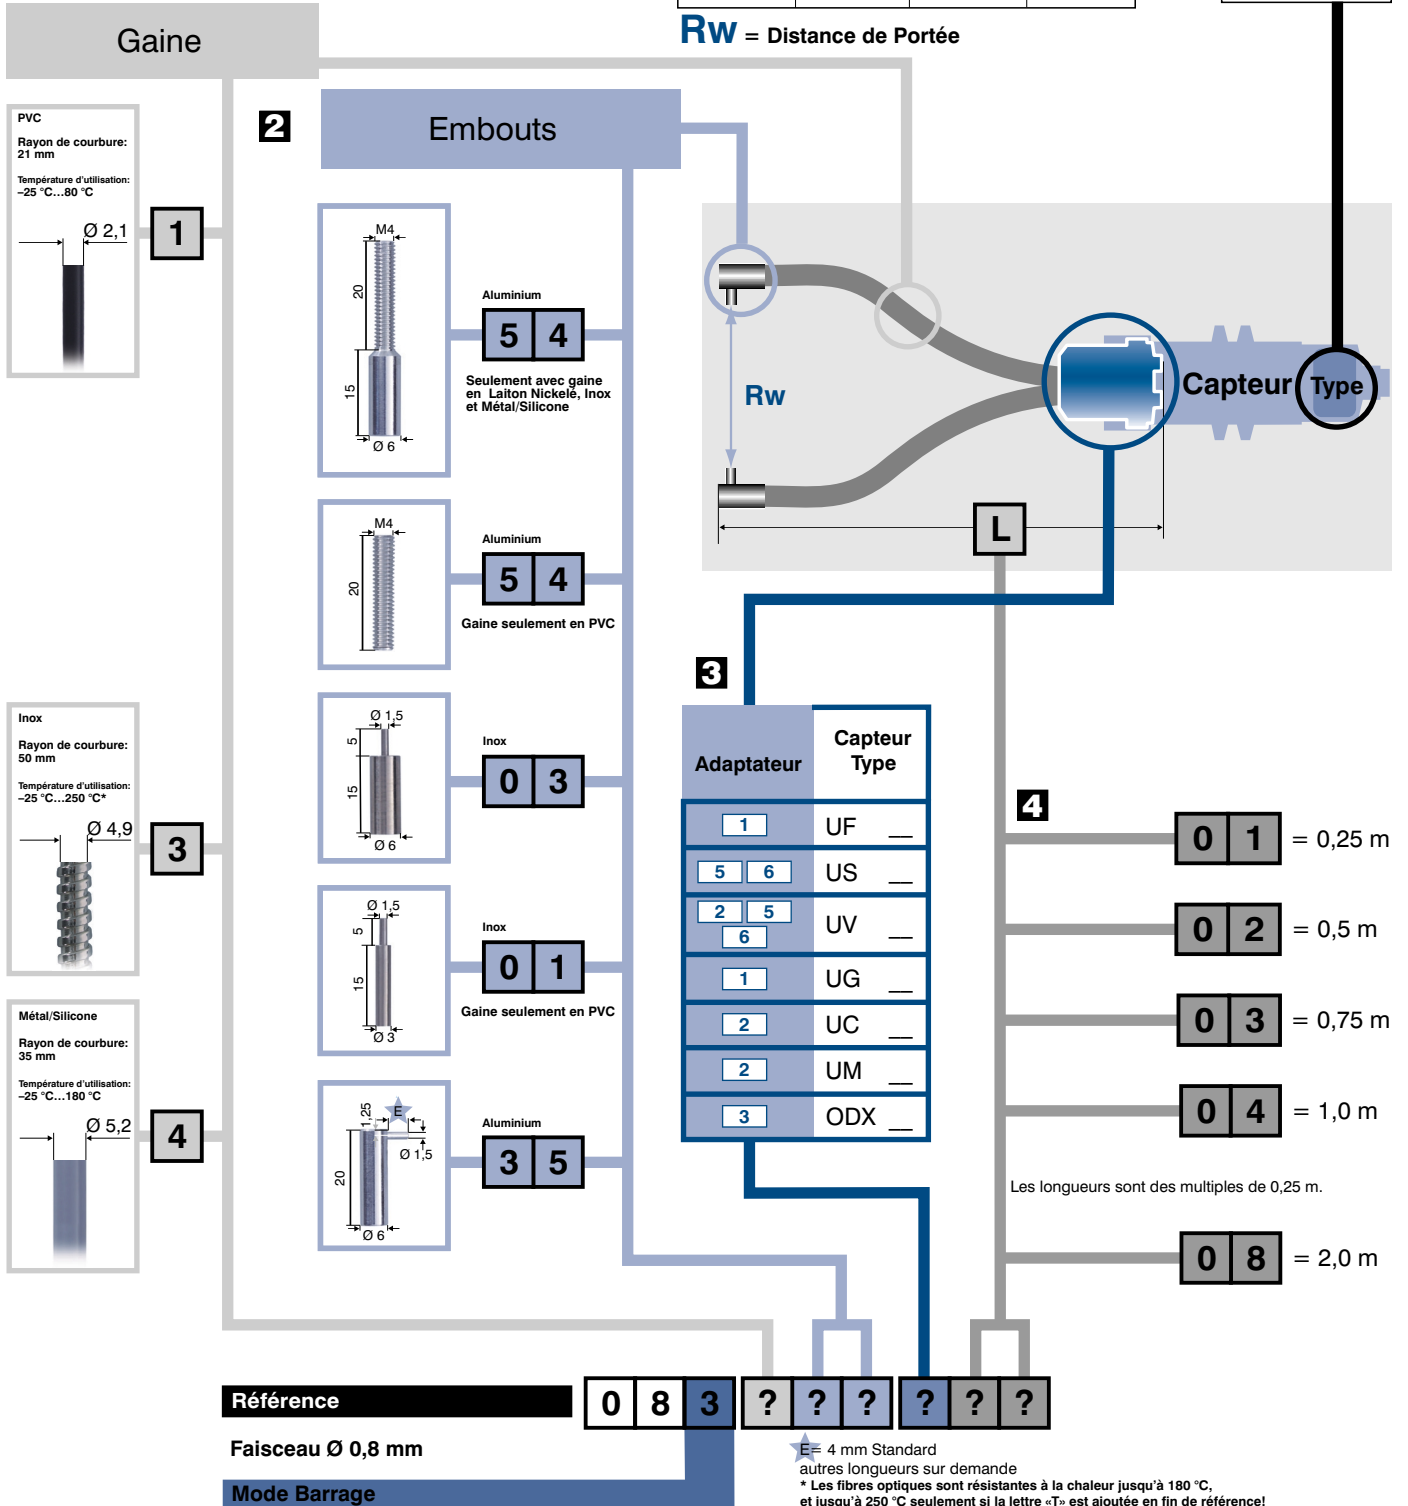 Rw = Distance de Portée
Gaine
PVC
Rayon de courbure:
21 mm
Température d'utilisation:
–25 °C...80 °C
Ø 2,1
1
2
Embouts
M4
20
15
Ø 6
Aluminium
5 4
Seulement avec gaine
en Laiton Nickelé, Inox
et Métal/Silicone
M4
20
Aluminium
5 4
Gaine seulement en PVC
Rw
Capteur
Type
L
Inox
Rayon de courbure:
50 mm
Température d'utilisation:
–25 °C...250 °C*
Ø 4,9
3
Ø 1,5
5
15
Ø 6
Inox
0 3
Ø 1,5
5
15
Ø 3
Inox
0 1
Gaine seulement en PVC
Métal/Silicone
Rayon de courbure:
35 mm
Température d'utilisation:
–25 °C...180 °C
Ø 5,2
4
1,25
E
Ø 1,5
20
Ø 6
Aluminium
3 5
3
Adaptateur
Capteur
Type
1 UF __
5 6 US __
2 5 6 UV __
1 UG __
2 UC __
2 UM __
3 ODX __
4
0 1 = 0,25 m
0 2 = 0,5 m
0 3 = 0,75 m
0 4 = 1,0 m
Les longueurs sont des multiples de 0,25 m.
0 8 = 2,0 m
Référence
0 8 3 ? ? ? ? ? ?
Faisceau Ø 0,8 mm
Mode Barrage
E= 4 mm Standard
autres longueurs sur demande
* Les fibres optiques sont résistantes à la chaleur jusqu'à 180 °C,
et jusqu'à 250 °C seulement si la lettre «T» est ajoutée en fin de référence!